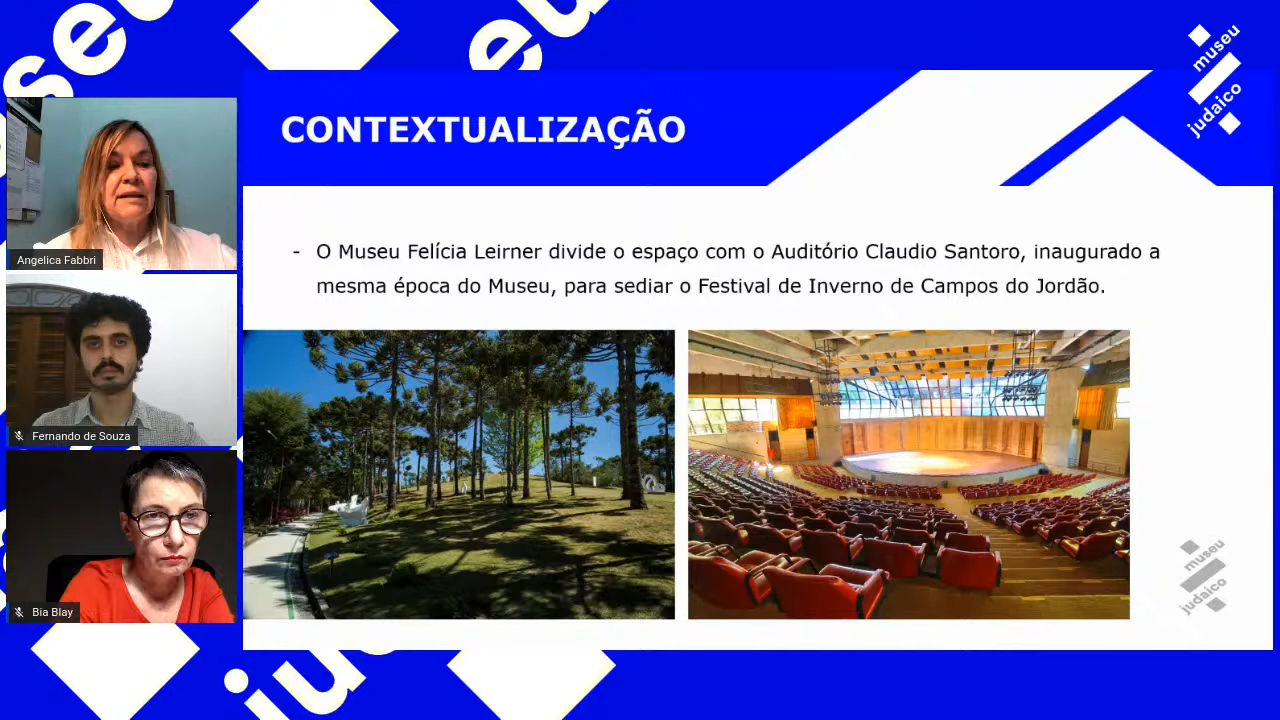 museu
judaico
CONTEXTUALIZAÇÃO
- O Museu Felícia Leirner divide o espaço com o Auditório Claudio Santoro, inaugurado a
mesma época do Museu, para sediar o Festival de Inverno de Campos do Jordão.
Angelica Fabbri
Fernando de Souza
Bia Blay
museu
judaico